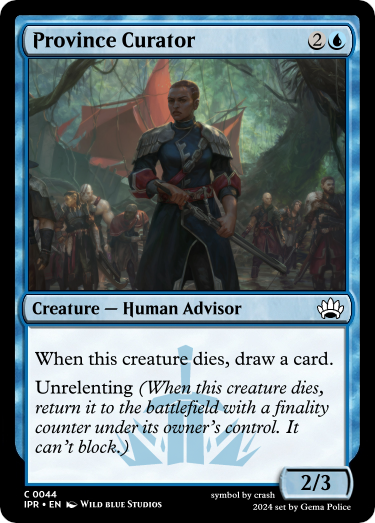 Province Curator 2
Creature — Human Advisor
When this creature dies, draw a card.
Unrelenting (When this creature dies,
return it to the battlefield with a finality
counter under its owner's control. It
can't block.)
2/3
C 0044
IPR • EN Wild blue Studios
symbol by crash
2024 set by Gema Police